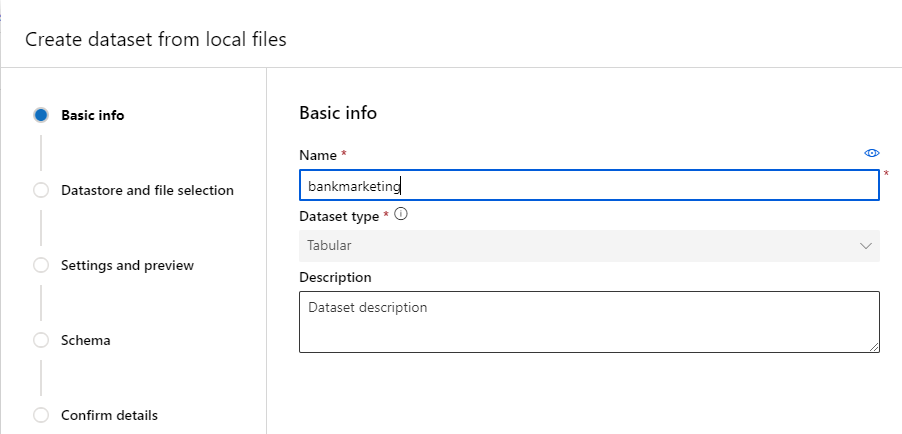 Create dataset from local files
Basic info
Datastore and file selection
Settings and preview
Schema
Confirm details
Basic info
Name *
bankmarketing
*
Dataset type *
Tabular
Description
Dataset description